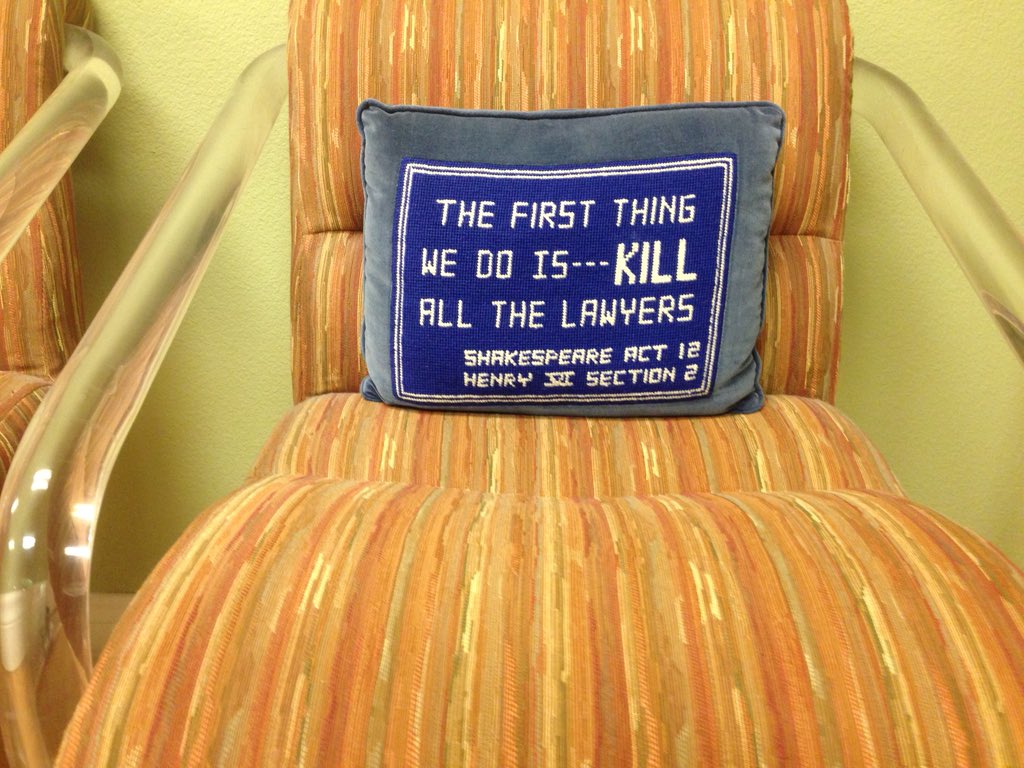 THE FIRST THING
WE DO IS---KILL
ALL THE LAWYERS
SHAKESPEARE ACT 12
HENRY VI SECTION 2